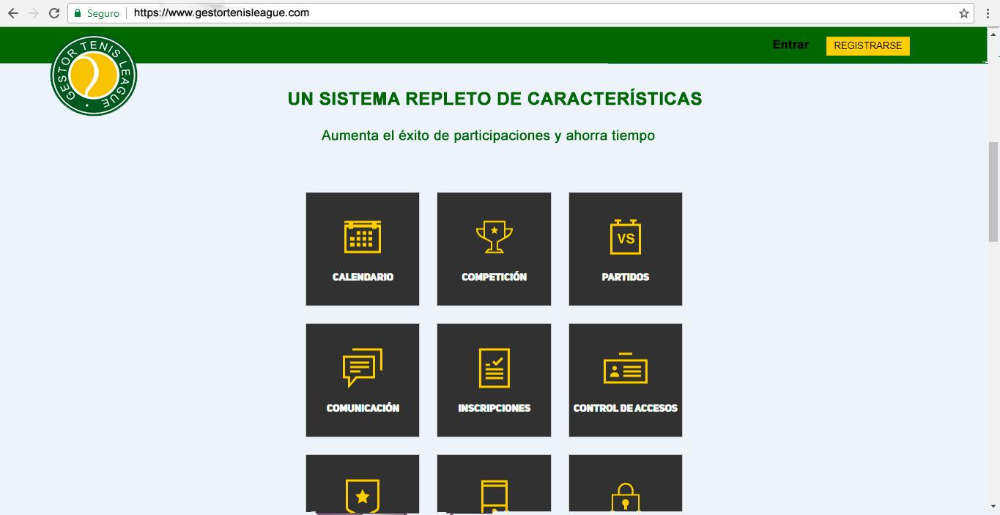 Seguro https://www.gestortenisleague.com
GESTOR TENIS LEAGUE
Entrar
REGISTRARSE
UN SISTEMA REPLETO DE CARACTERÍSTICAS
Aumenta el éxito de participaciones y ahorra tiempo
VS
CALENDARIO
COMPETICIÓN
PARTIDOS
COMUNICACIÓN
INSCRIPCIONES
CONTROL DE ACCESOS